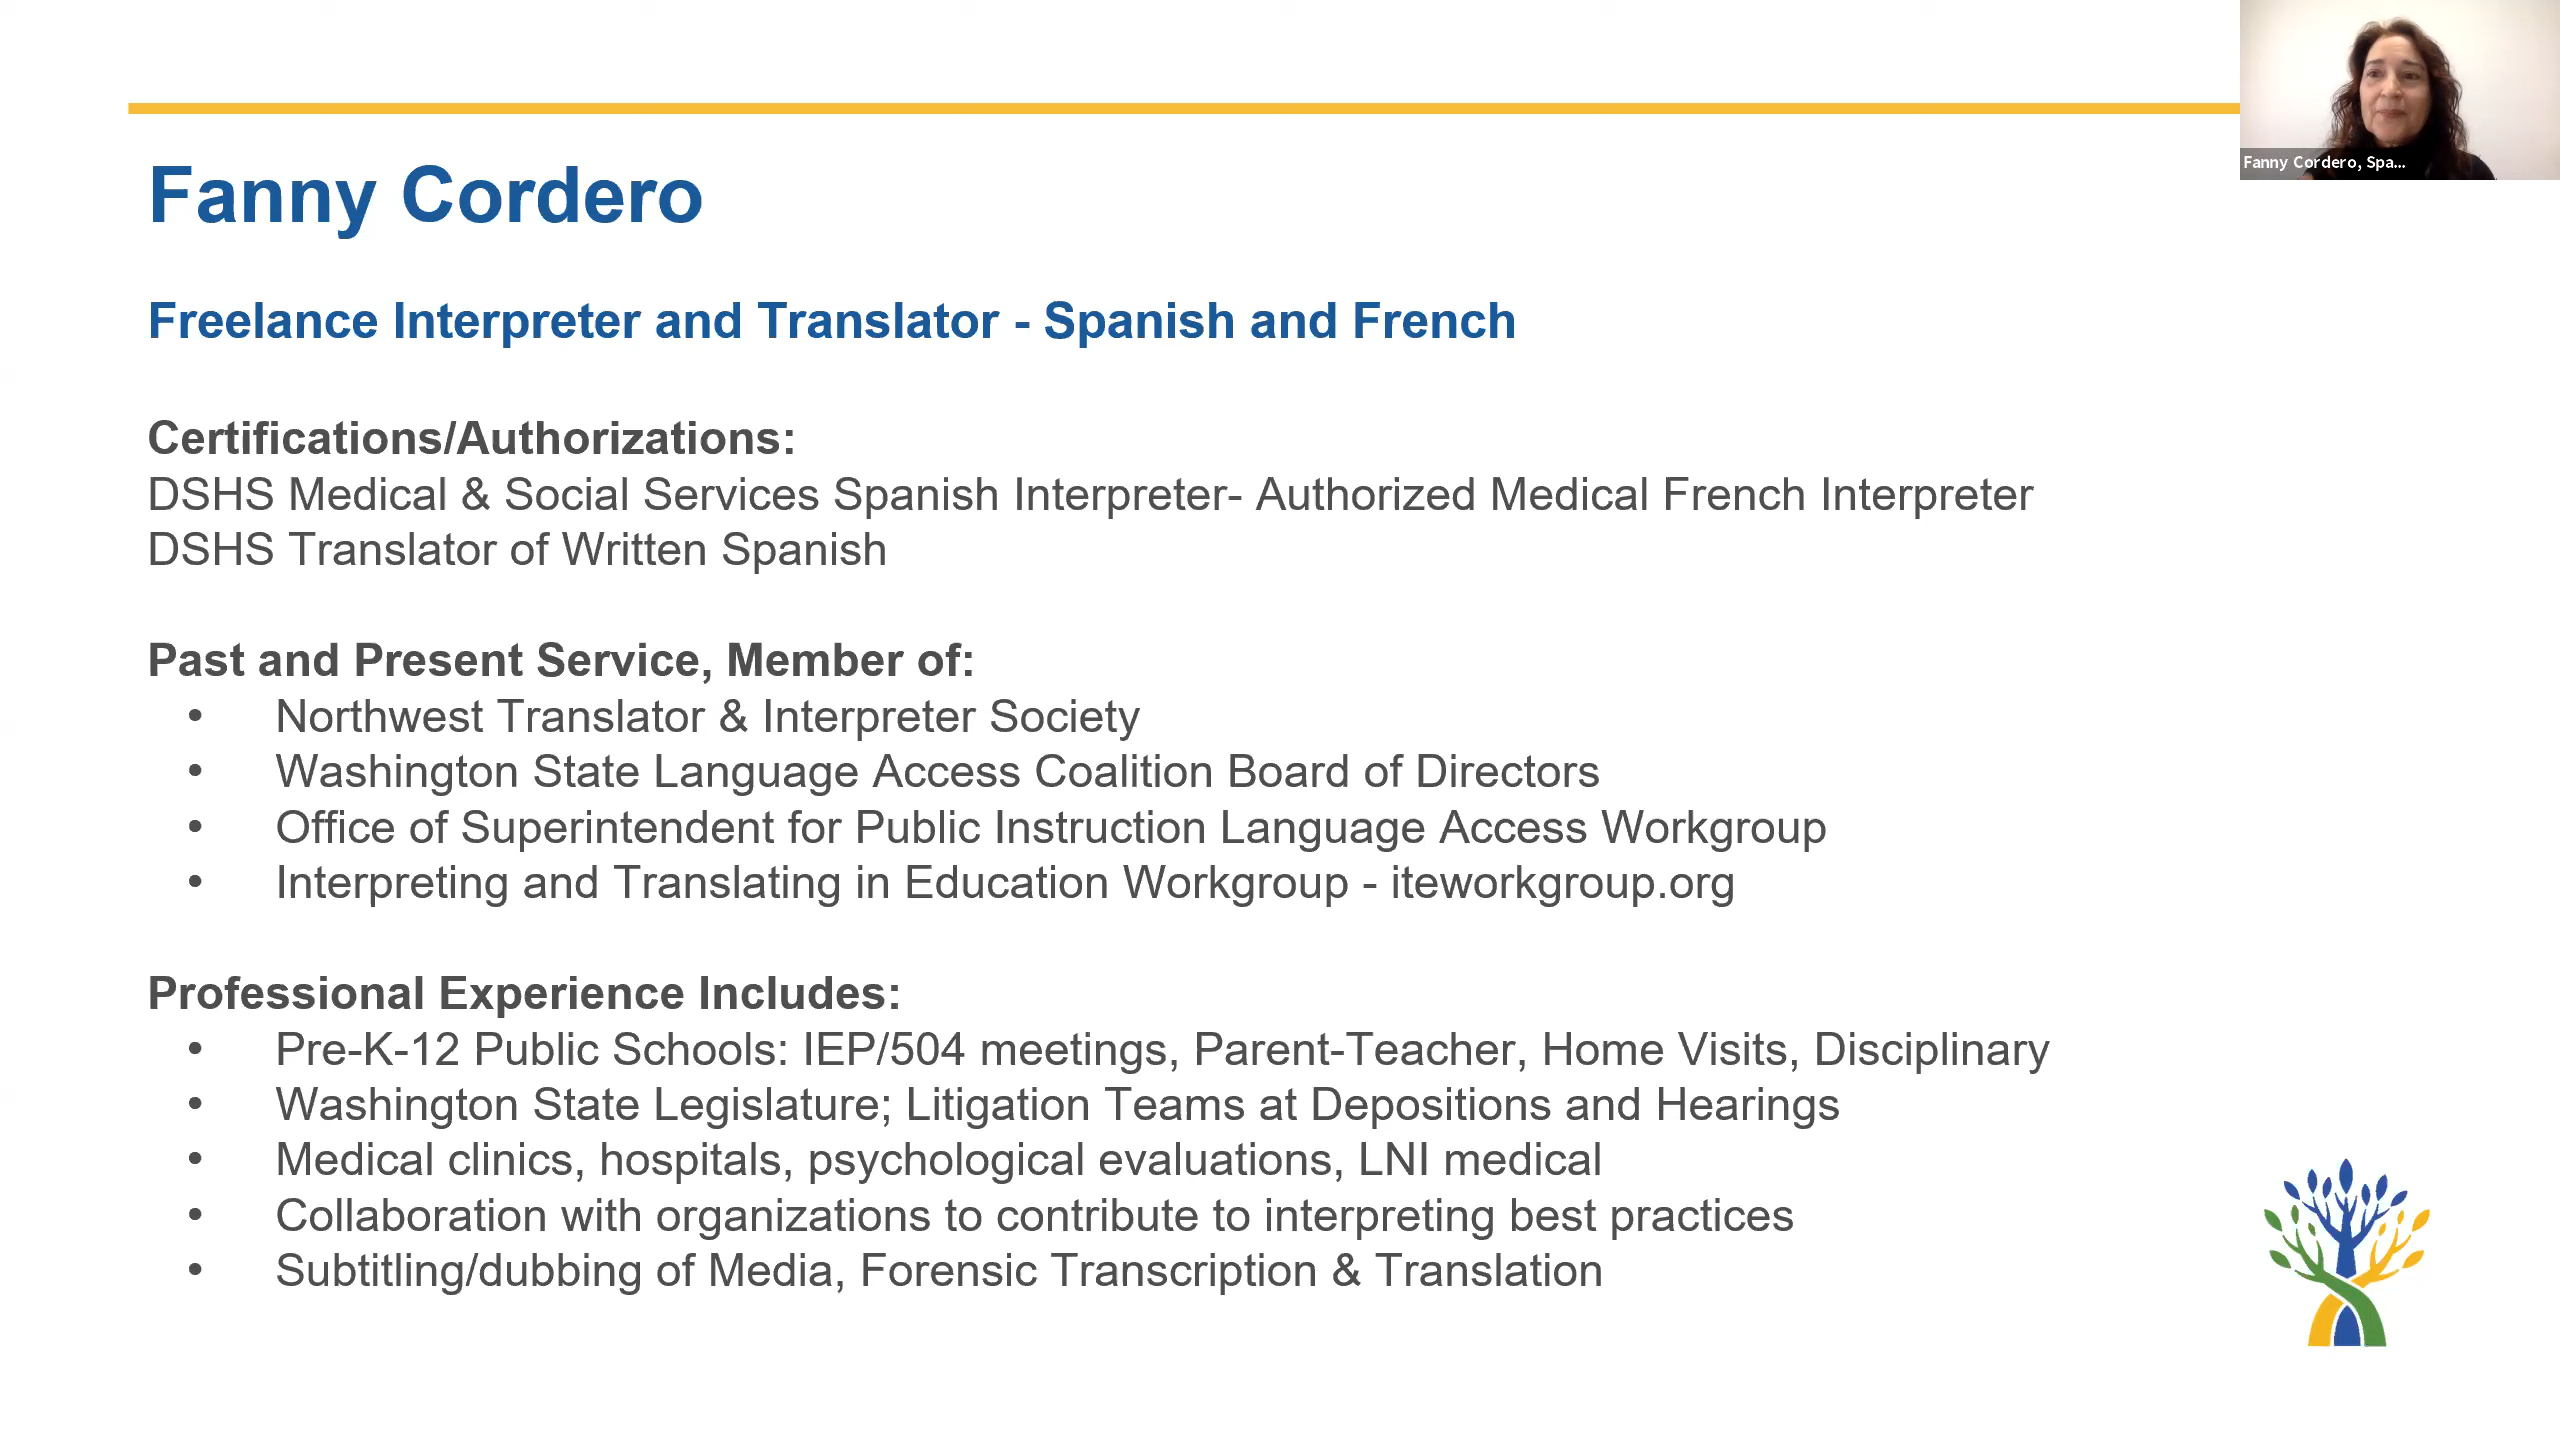 Fanny Cordero, Spa...
Fanny Cordero
Freelance Interpreter and Translator - Spanish and French
Certifications/Authorizations:
DSHS Medical & Social Services Spanish Interpreter- Authorized Medical French Interpreter
DSHS Translator of Written Spanish
Past and Present Service, Member of:
• Northwest Translator & Interpreter Society
• Washington State Language Access Coalition Board of Directors
• Office of Superintendent for Public Instruction Language Access Workgroup
• Interpreting and Translating in Education Workgroup - iteworkgroup.org
Professional Experience Includes:
• Pre-K-12 Public Schools: IEP/504 meetings, Parent-Teacher, Home Visits, Disciplinary
• Washington State Legislature; Litigation Teams at Depositions and Hearings
• Medical clinics, hospitals, psychological evaluations, LNI medical
• Collaboration with organizations to contribute to interpreting best practices
• Subtitling/dubbing of Media, Forensic Transcription & Translation